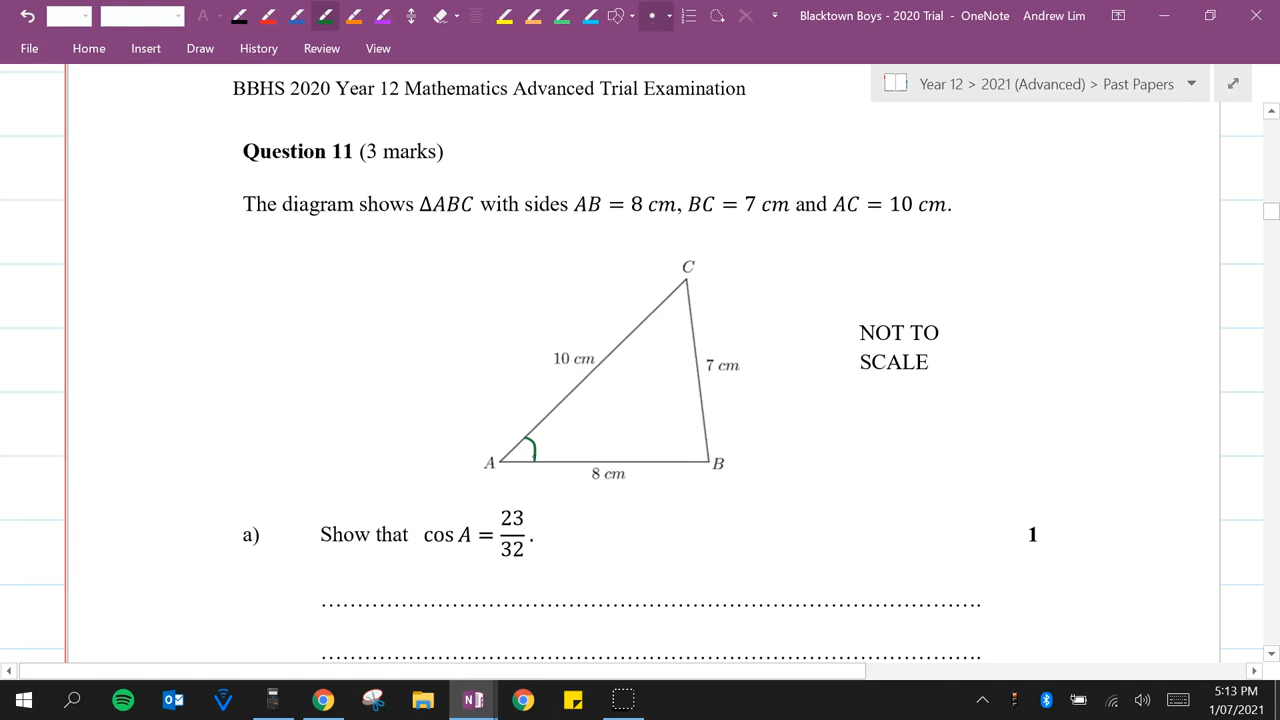 Blacktown Boys - 2020 Trial - OneNote
Andrew Lim
File Home Insert Draw History Review View
BBHS 2020 Year 12 Mathematics Advanced Trial Examination
Year 12 > 2021 (Advanced) > Past Papers
Question 11 (3 marks)
The diagram shows ΔABC with sides AB = 8 cm, BC = 7 cm and AC = 10 cm.
C
NOT TO
SCALE
10 cm
7 cm
A
B
8 cm
a) Show that cos A = 23/32. 1
……………………………………………………………………………….
……………………………………………………………………………….
N
5:13 PM
1/07/2021